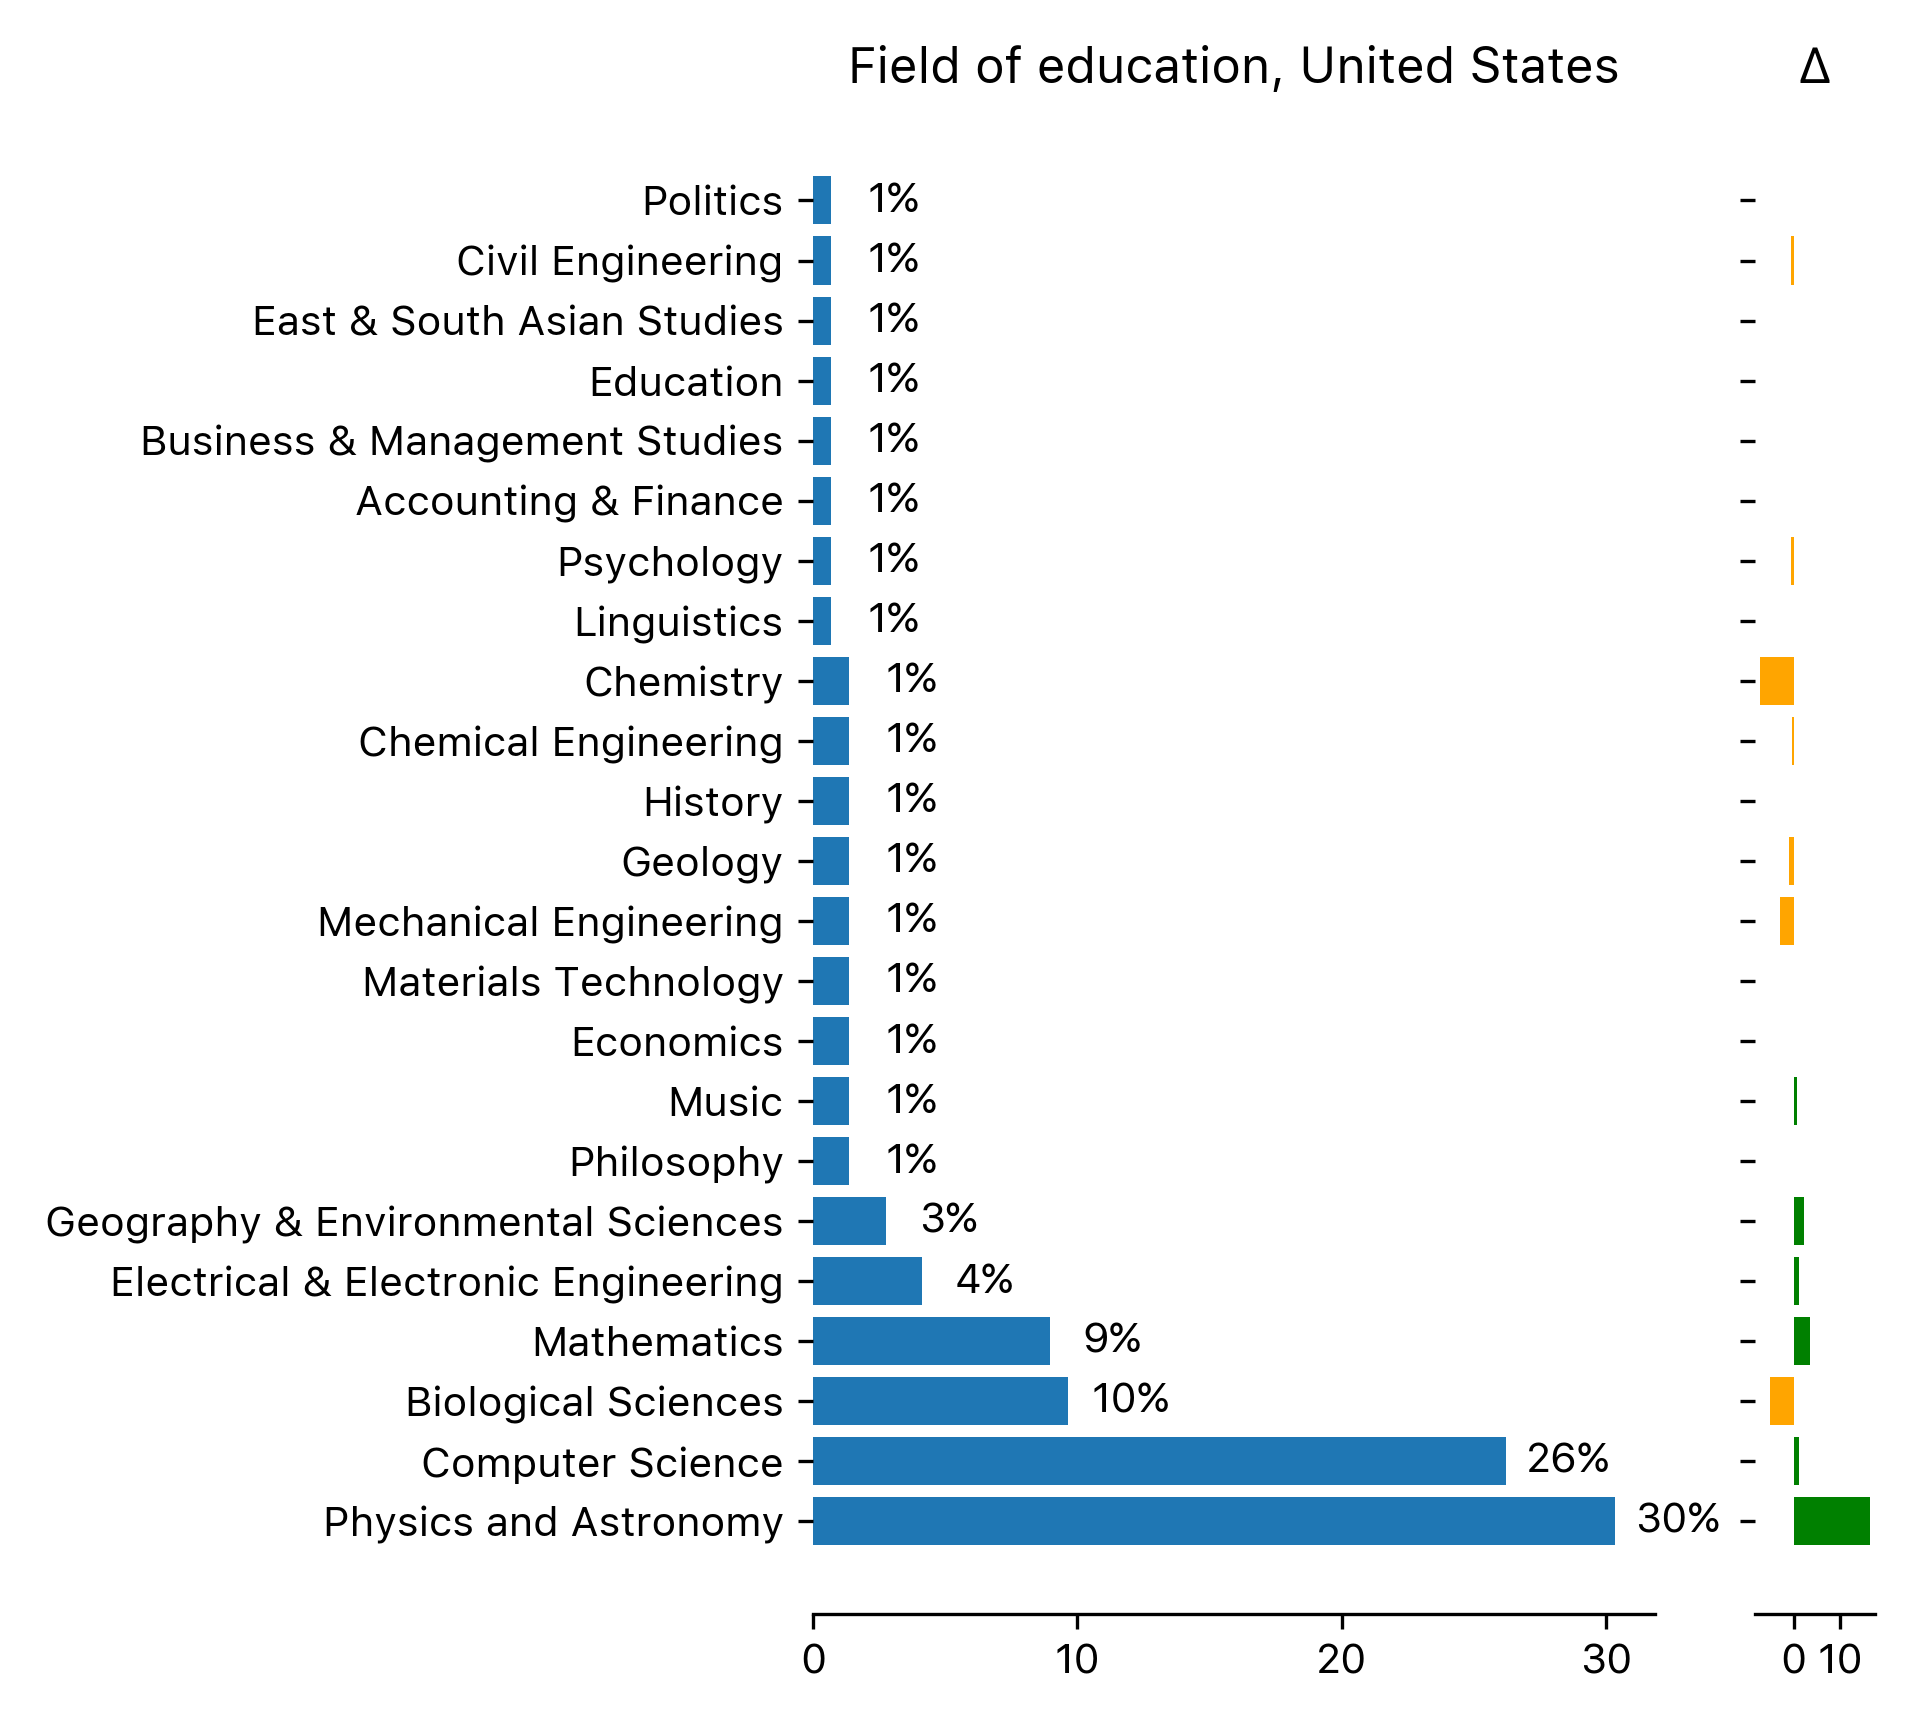 Field of education, United States Δ
Politics 1%
Civil Engineering 1%
East & South Asian Studies 1%
Education 1%
Business & Management Studies 1%
Accounting & Finance 1%
Psychology 1%
Linguistics 1%
Chemistry 1%
Chemical Engineering 1%
History 1%
Geology 1%
Mechanical Engineering 1%
Materials Technology 1%
Economics 1%
Music 1%
Philosophy 1%
Geography & Environmental Sciences 3%
Electrical & Electronic Engineering 4%
Mathematics 9%
Biological Sciences 10%
Computer Science 26%
Physics and Astronomy 30%
0 10 20 30 0 10